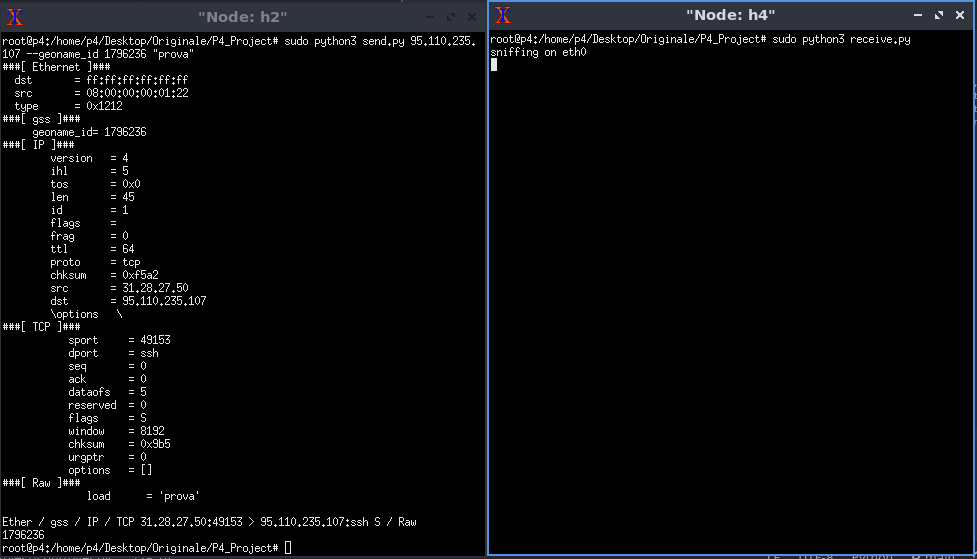 "Node: h2"
root@p4:/home/p4/Desktop/Originale/P4_Project# sudo python3 send.py 95.110.235.
107 --geoname_id 1796236 "prova"
###[ Ethernet ]###
  dst       = ff:ff:ff:ff:ff:ff
  src       = 08:00:00:00:01:22
  type      = 0x1212
###[ gss ]###
     geoname_id= 1796236
###[ IP ]###
        version   = 4
        ihl       = 5
        tos       = 0x0
        len       = 45
        id        = 1
        flags     =
        frag      = 0
        ttl       = 64
        proto     = tcp
        chksum    = 0xf5a2
        src       = 31.28.27.50
        dst       = 95.110.235.107
        \options   \
###[ TCP ]###
           sport     = 49153
           dport     = ssh
           seq       = 0
           ack       = 0
           dataofs   = 5
           reserved  = 0
           flags     = S
           window    = 8192
           chksum    = 0x9b5
           urgptr    = 0
           options   = []
###[ Raw ]###
              load      = 'prova'
Ether / gss / IP / TCP 31.28.27.50:49153 > 95.110.235.107:ssh S / Raw
1796236
root@p4:/home/p4/Desktop/Originale/P4_Project#
"Node: h4"
root@p4:/home/p4/Desktop/Originale/P4_Project# sudo python3 receive.py
sniffing on eth0